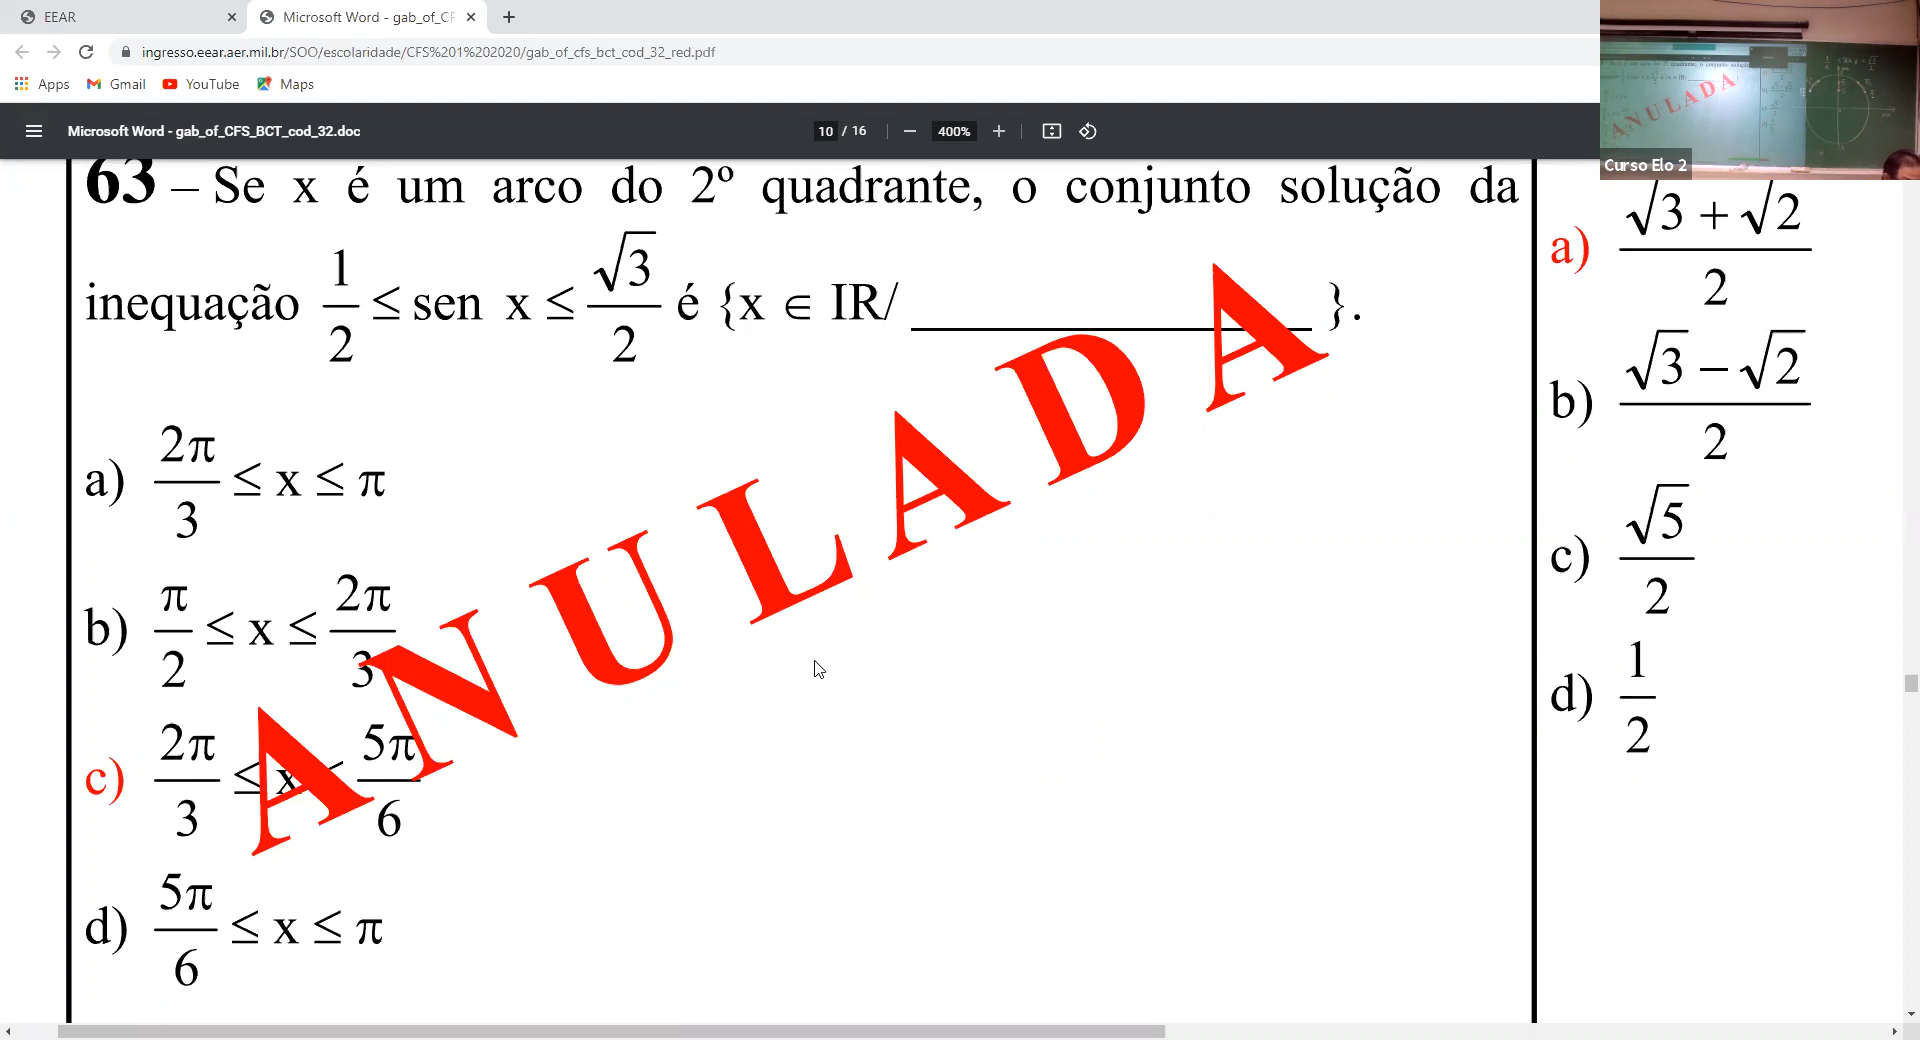 EEAR
Microsoft Word - gab_of_CF
ingresso.eear.aer.mil.br/SOO/escolaridade/CFS%201%202020/gab_of_cfs_bct_cod_32_red.pdf
Apps Gmail YouTube Maps
Microsoft Word - gab_of_CFS_BCT_cod_32.doc
10 / 16
400%
Curso Elo 2
63 – Se x é um arco do 2º quadrante, o conjunto solução da
inequação 1/2 ≤ sen x ≤ √3/2 é {x ∈ IR/ ____________ }.
a) 2π/3 ≤ x ≤ π
b) π/2 ≤ x ≤ 2π/3
c) 2π/3 ≤ x ≤ 5π/6
d) 5π/6 ≤ x ≤ π
ANULADA
a) √3 + √2 / 2
b) √3 – √2 / 2
c) √5 / 2
d) 1/2